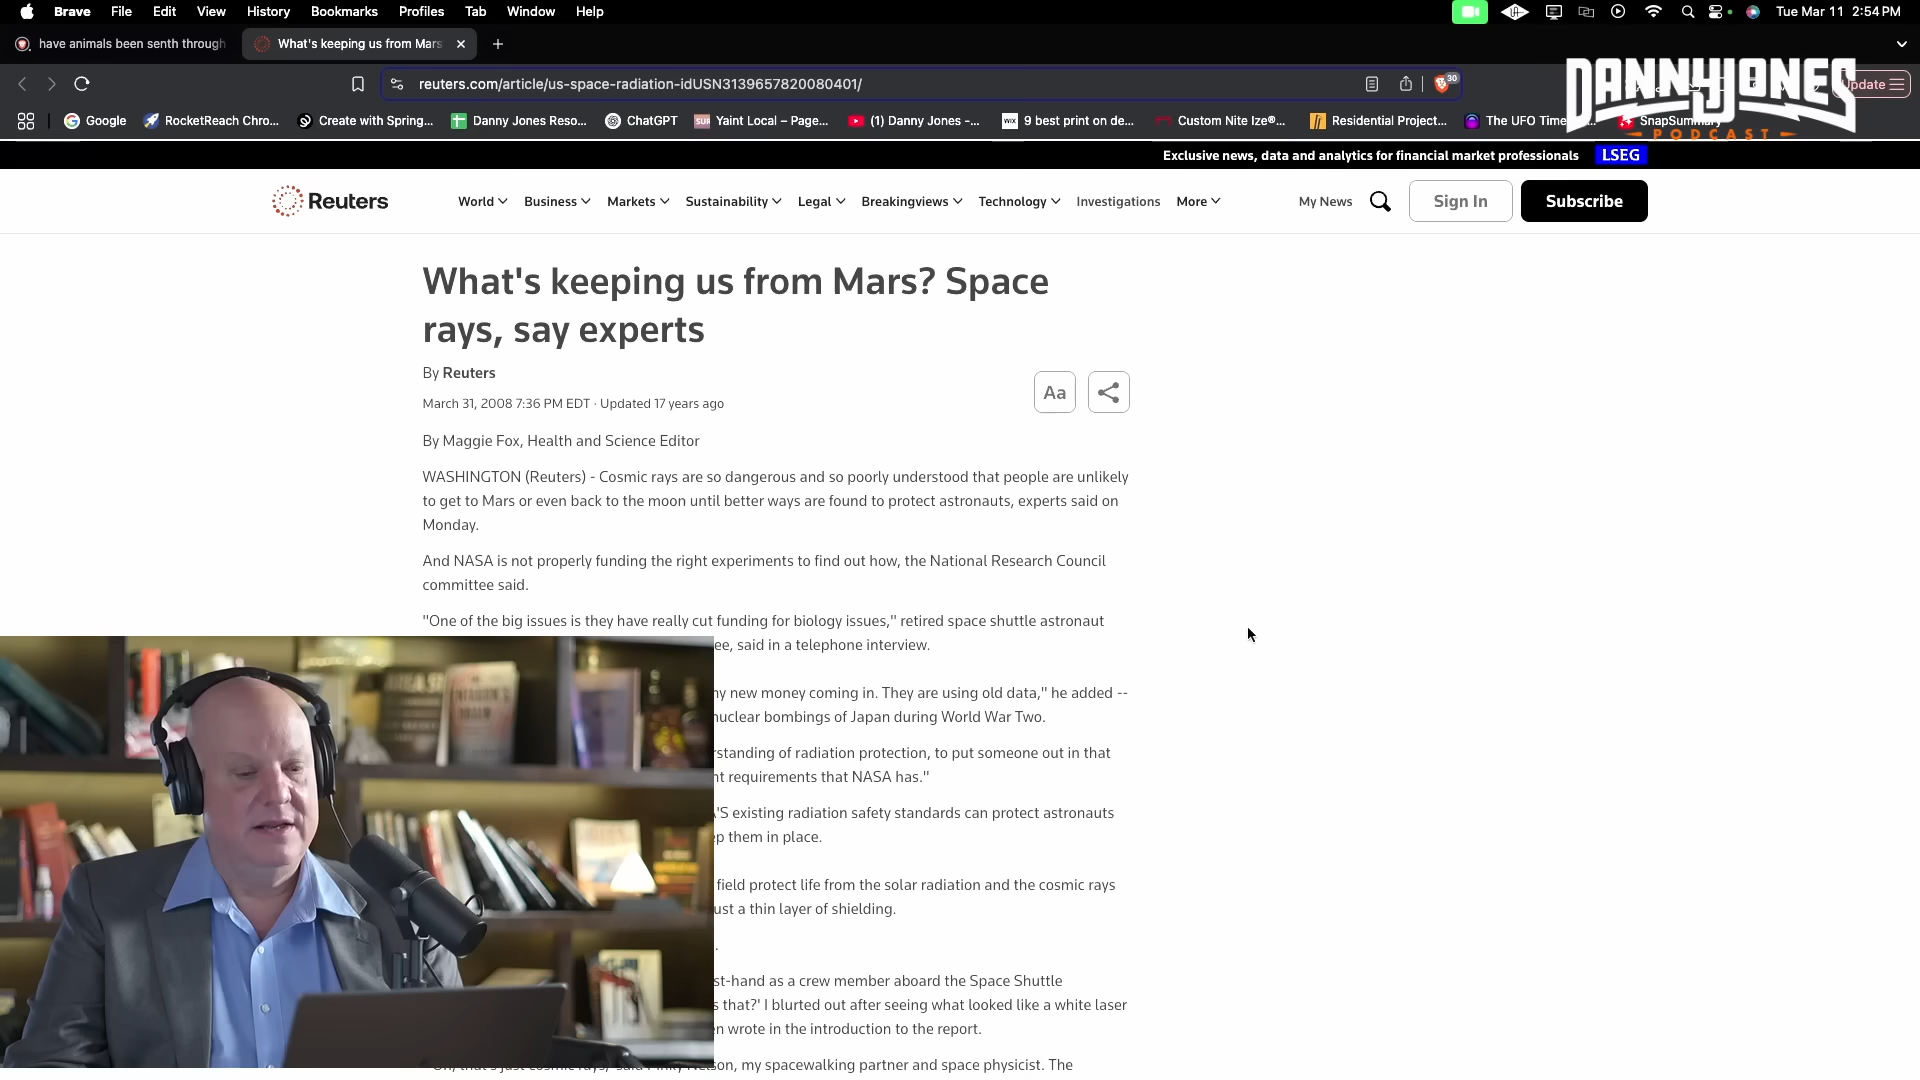 Brave File Edit View History Bookmarks Profiles Tab Window Help Tue Mar 11 2:54 PM
have animals been senth through What's keeping us from Mars
reuters.com/article/us-space-radiation-idUSN3139657820080401/ 30
DANNY JONES
PODCAST
Google RocketReach Chro... Create with Spring... Danny Jones Reso... ChatGPT Yaint Local – Page... (1) Danny Jones -... 9 best print on de... Custom Nite Ize®... Residential Project... The UFO Time SnapSummary
Exclusive news, data and analytics for financial market professionals LSEG
Reuters World Business Markets Sustainability Legal Breakingviews Technology Investigations More My News Sign In Subscribe
What's keeping us from Mars? Space
rays, say experts
By Reuters
March 31, 2008 7:36 PM EDT · Updated 17 years ago
Aa
By Maggie Fox, Health and Science Editor
WASHINGTON (Reuters) - Cosmic rays are so dangerous and so poorly understood that people are unlikely
to get to Mars or even back to the moon until better ways are found to protect astronauts, experts said on
Monday.
And NASA is not properly funding the right experiments to find out how, the National Research Council
committee said.
"One of the big issues is they have really cut funding for biology issues," retired space shuttle astronaut
ee, said in a telephone interview.
ny new money coming in. They are using old data," he added --
nuclear bombings of Japan during World War Two.
rstanding of radiation protection, to put someone out in that
nt requirements that NASA has."
'S existing radiation safety standards can protect astronauts
p them in place.
field protect life from the solar radiation and the cosmic rays
ust a thin layer of shielding.
.
st-hand as a crew member aboard the Space Shuttle
s that?' I blurted out after seeing what looked like a white laser
n wrote in the introduction to the report.
son, my spacewalking partner and space physicist. The